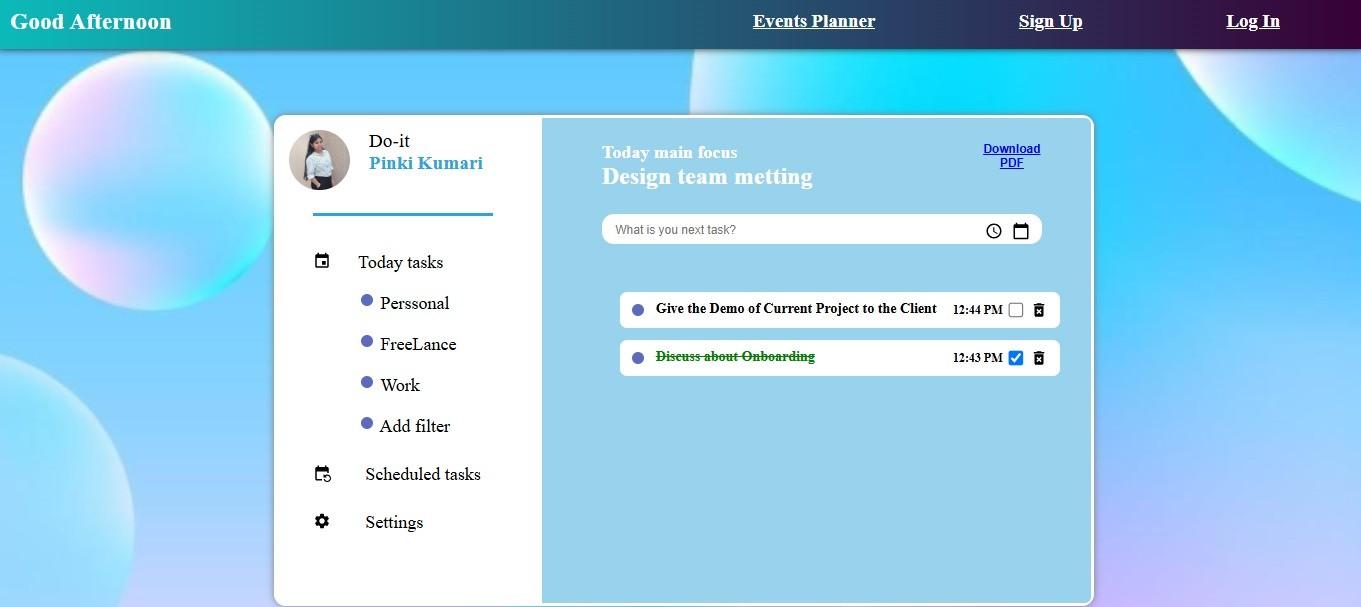 Good Afternoon
Events Planner
Sign Up
Log In
Do-it
Pinki Kumari
Today tasks
Perssonal
FreeLance
Work
Add filter
Scheduled tasks
Settings
Today main focus
Design team metting
Download
PDF
What is you next task?
Give the Demo of Current Project to the Client 12:44 PM
Discuss about Onboarding 12:43 PM